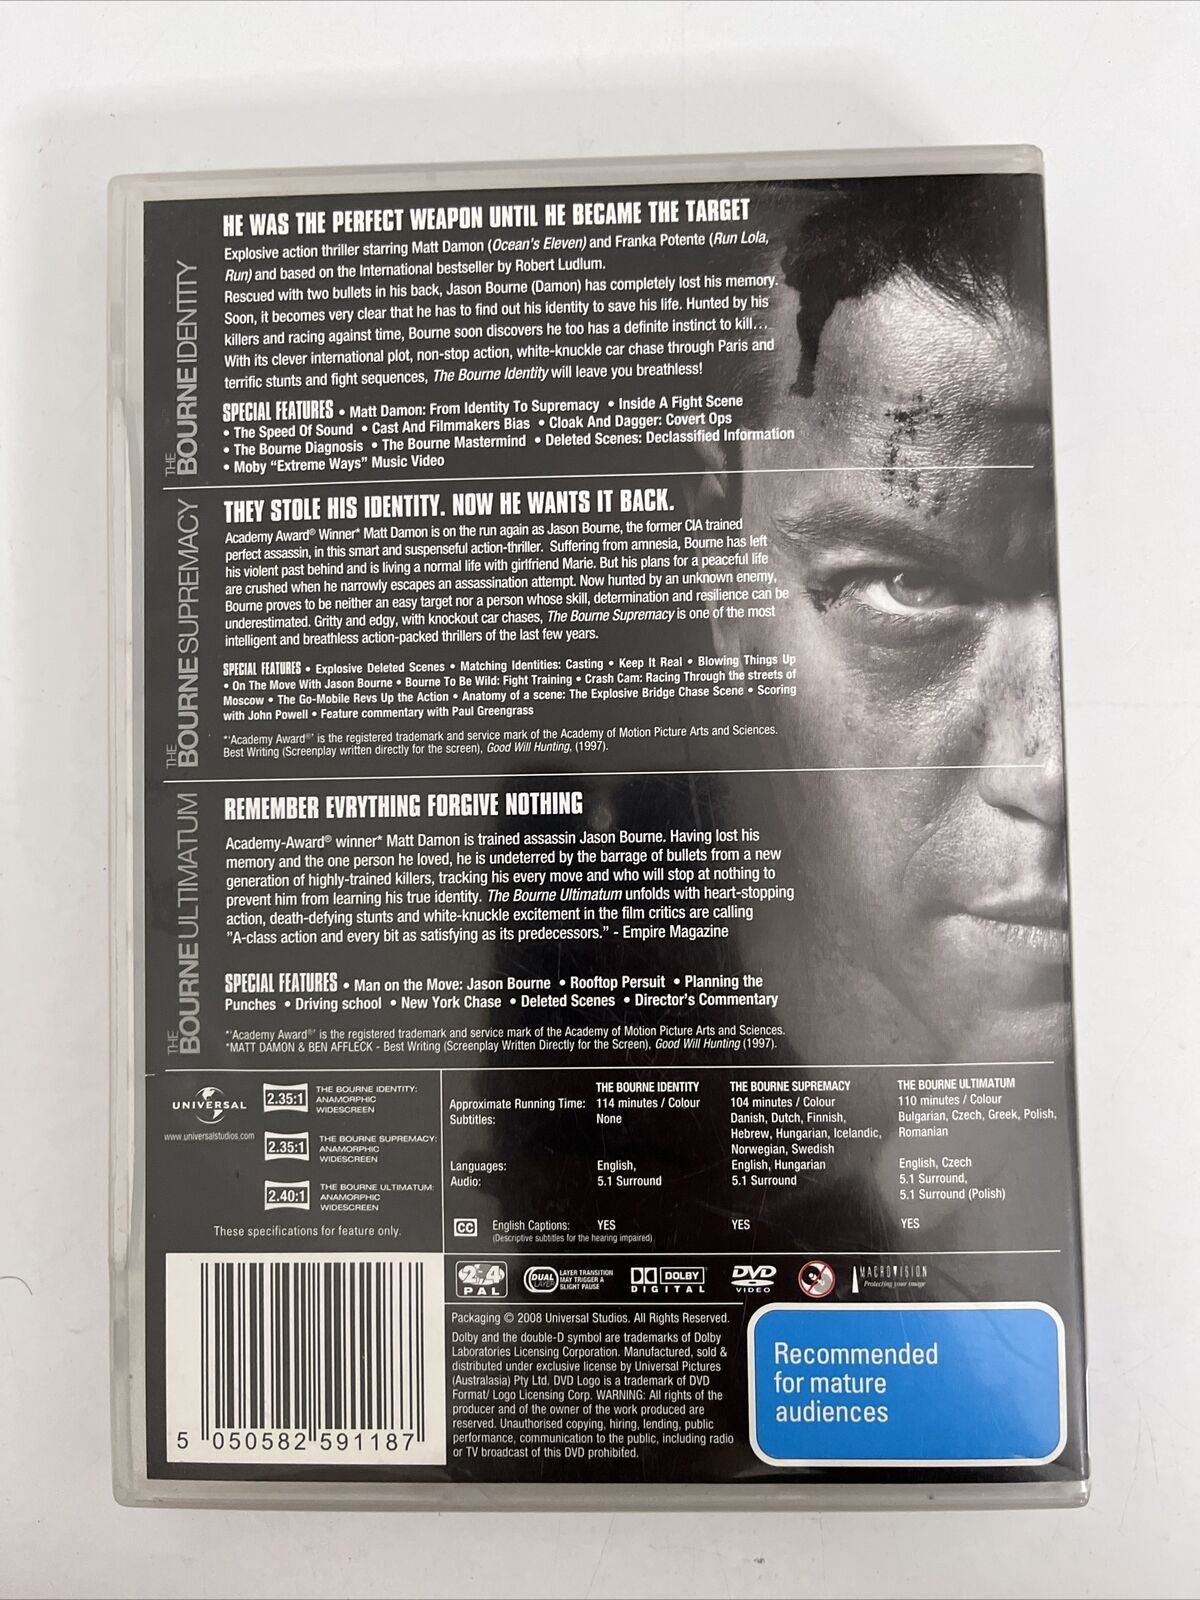 THE BOURNE IDENTITY
HE WAS THE PERFECT WEAPON UNTIL HE BECAME THE TARGET
Explosive action thriller starring Matt Damon (Ocean's Eleven) and Franka Potente (Run Lola,
Run) and based on the International bestseller by Robert Ludlum.
Rescued with two bullets in his back, Jason Bourne (Damon) has completely lost his memory.
Soon, it becomes very clear that he has to find out his identity to save his life. Hunted by his
killers and racing against time, Bourne soon discovers he too has a definite instinct to kill...
With its clever international plot, non-stop action, white-knuckle car chase through Paris and
terrific stunts and fight sequences, The Bourne Identity will leave you breathless!
SPECIAL FEATURES • Matt Damon: From Identity To Supremacy • Inside A Fight Scene
• The Speed Of Sound • Cast And Filmmakers Bias • Cloak And Dagger: Covert Ops
• The Bourne Diagnosis • The Bourne Mastermind • Deleted Scenes: Declassified Information
• Moby "Extreme Ways" Music Video
THE BOURNE SUPREMACY
THEY STOLE HIS IDENTITY. NOW HE WANTS IT BACK.
Academy Award® Winner* Matt Damon is on the run again as Jason Bourne, the former CIA trained
perfect assassin, in this smart and suspenseful action-thriller. Suffering from amnesia, Bourne has left
his violent past behind and is living a normal life with girlfriend Marie. But his plans for a peaceful life
are crushed when he narrowly escapes an assassination attempt. Now hunted by an unknown enemy,
Bourne proves to be neither an easy target nor a person whose skill, determination and resilience can be
underestimated. Gritty and edgy, with knockout car chases, The Bourne Supremacy is one of the most
intelligent and breathless action-packed thrillers of the last few years.
SPECIAL FEATURES • Explosive Deleted Scenes • Matching Identities: Casting • Keep It Real • Blowing Things Up
• On The Move With Jason Bourne • Bourne To Be Wild: Fight Training • Crash Cam: Racing Through the streets of
Moscow • The Go-Mobile Revs Up the Action • Anatomy of a scene: The Explosive Bridge Chase Scene • Scoring
with John Powell • Feature commentary with Paul Greengrass
*'Academy Award®' is the registered trademark and service mark of the Academy of Motion Picture Arts and Sciences.
Best Writing (Screenplay written directly for the screen), Good Will Hunting, (1997).
THE BOURNE ULTIMATUM
REMEMBER EVRYTHING FORGIVE NOTHING
Academy-Award® winner* Matt Damon is trained assassin Jason Bourne. Having lost his
memory and the one person he loved, he is undeterred by the barrage of bullets from a new
generation of highly-trained killers, tracking his every move and who will stop at nothing to
prevent him from learning his true identity. The Bourne Ultimatum unfolds with heart-stopping
action, death-defying stunts and white-knuckle excitement in the film critics are calling
"A-class action and every bit as satisfying as its predecessors." - Empire Magazine
SPECIAL FEATURES • Man on the Move: Jason Bourne • Rooftop Persuit • Planning the
Punches • Driving school • New York Chase • Deleted Scenes • Director's Commentary
*'Academy Award®' is the registered trademark and service mark of the Academy of Motion Picture Arts and Sciences.
*MATT DAMON & BEN AFFLECK - Best Writing (Screenplay Written Directly for the Screen), Good Will Hunting (1997).
UNIVERSAL
www.universalstudios.com
2.35:1 THE BOURNE IDENTITY:
ANAMORPHIC
WIDESCREEN
2.35:1 THE BOURNE SUPREMACY:
ANAMORPHIC
WIDESCREEN
2.40:1 THE BOURNE ULTIMATUM:
ANAMORPHIC
WIDESCREEN
These specifications for feature only.
THE BOURNE IDENTITY THE BOURNE SUPREMACY THE BOURNE ULTIMATUM
Approximate Running Time: 114 minutes / Colour 104 minutes / Colour 110 minutes / Colour
Subtitles: None Danish, Dutch, Finnish, Bulgarian, Czech, Greek, Polish,
Hebrew, Hungarian, Icelandic, Romanian
Norwegian, Swedish
Languages: English, English, Hungarian English, Czech
Audio: 5.1 Surround 5.1 Surround 5.1 Surround,
5.1 Surround (Polish)
CC English Captions: YES YES YES
(Descriptive subtitles for the hearing impaired)
2 4 PAL
DUAL LAYER LAYER TRANSITION
MAY TRIGGER A
SLIGHT PAUSE
DOLBY DIGITAL
DVD VIDEO
MACROVISION
Protecting your image
5 050582 591187
Packaging © 2008 Universal Studios. All Rights Reserved.
Dolby and the double-D symbol are trademarks of Dolby
Laboratories Licensing Corporation. Manufactured, sold &
distributed under exclusive license by Universal Pictures
(Australasia) Pty Ltd. DVD Logo is a trademark of DVD
Format/ Logo Licensing Corp. WARNING: All rights of the
producer and of the owner of the work produced are
reserved. Unauthorised copying, hiring, lending, public
performance, communication to the public, including radio
or TV broadcast of this DVD prohibited.
Recommended
for mature
audiences